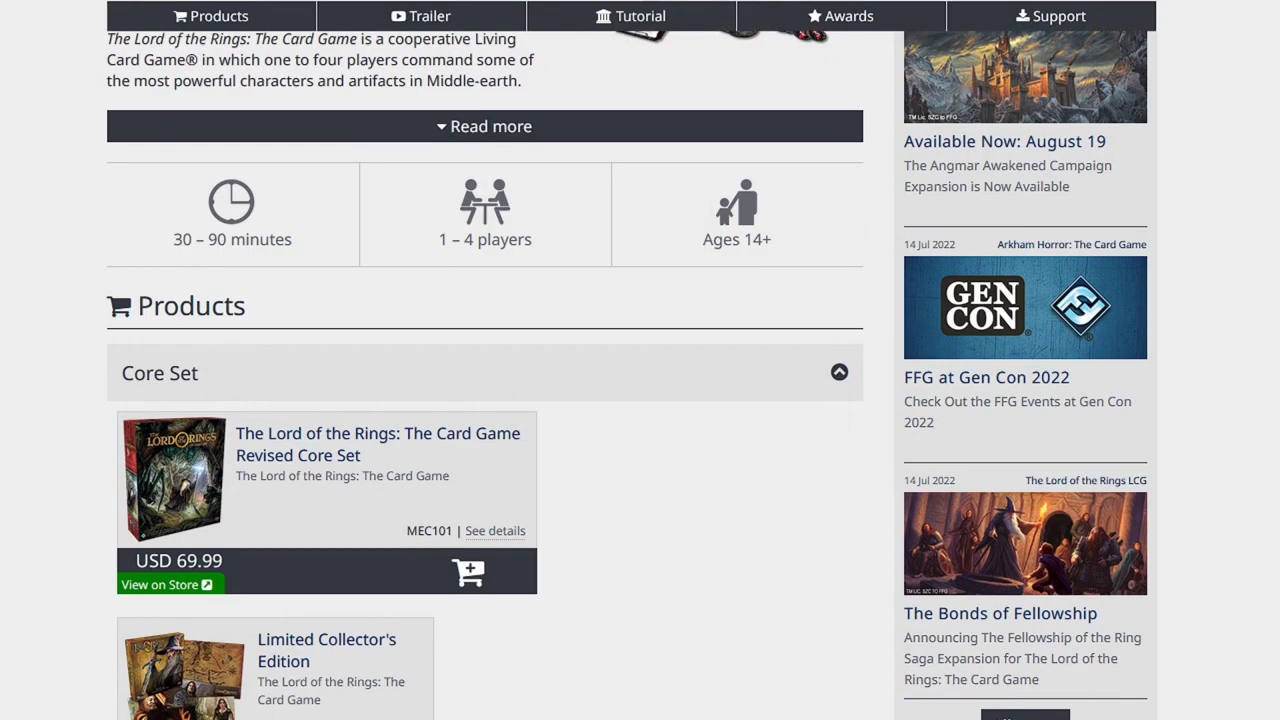 Products
Trailer
Tutorial
Awards
Support
The Lord of the Rings: The Card Game is a cooperative Living
Card Game® in which one to four players command some of
the most powerful characters and artifacts in Middle-earth.
Read more
30 – 90 minutes
1 – 4 players
Ages 14+
Products
Core Set
THE LORD OF THE RINGS
The Lord of the Rings: The Card Game
Revised Core Set
The Lord of the Rings: The Card Game
MEC101 | See details
USD 69.99
View on Store
Limited Collector's
Edition
The Lord of the Rings: The
Card Game
Available Now: August 19
The Angmar Awakened Campaign
Expansion is Now Available
14 Jul 2022
Arkham Horror: The Card Game
GEN
CON
FFG at Gen Con 2022
Check Out the FFG Events at Gen Con
2022
14 Jul 2022
The Lord of the Rings LCG
The Bonds of Fellowship
Announcing The Fellowship of the Ring
Saga Expansion for The Lord of the
Rings: The Card Game